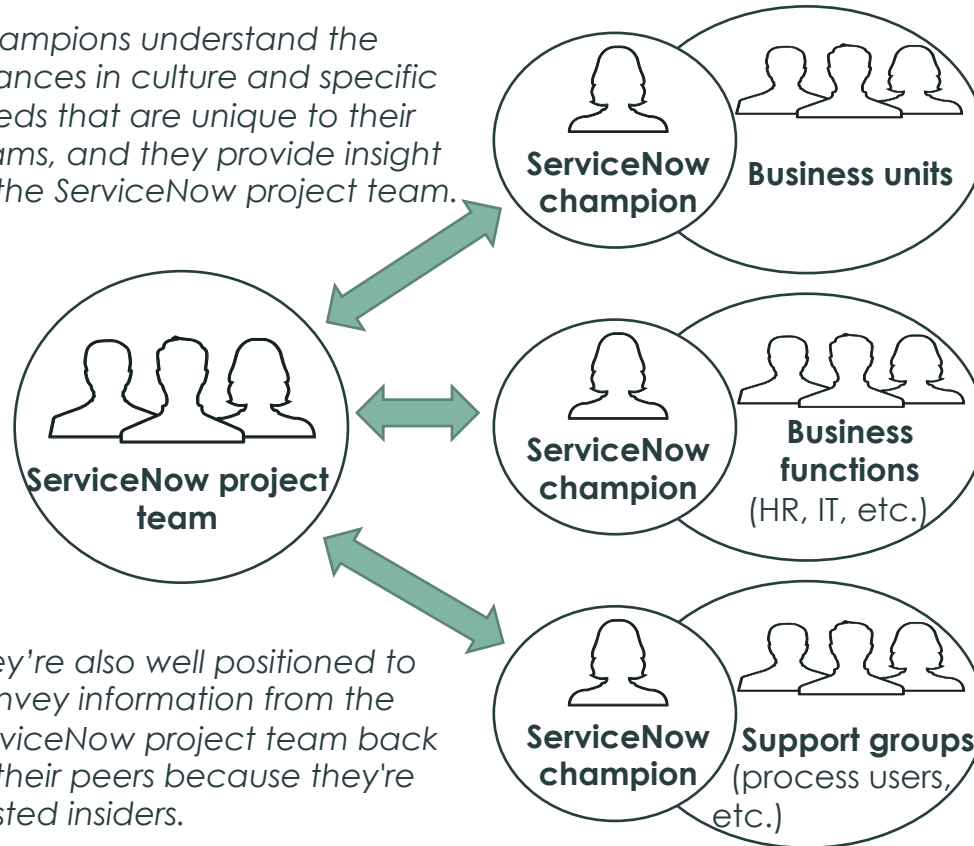 ampions understand the
ances in culture and specific
eds that are unique to their
ams, and they provide insight
the ServiceNow project team.
ServiceNow
champion
Business units
ServiceNow project
team
ServiceNow
champion
Business
functions
(HR, IT, etc.)
ey're also well positioned to
nvey information from the
viceNow project team back
their peers because they're
sted insiders.
ServiceNow
champion
Support groups
(process users,
etc.)